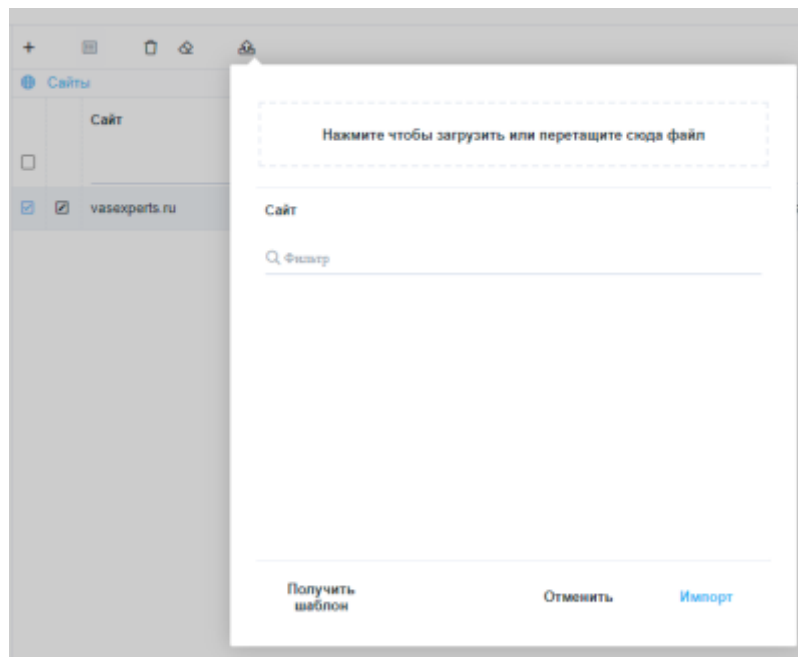 Сайты
Сайт
vasexperts.ru
Нажмите чтобы загрузить или перетащите сюда файл
Сайт
Фильтр
Получить
шаблон
Отменить
Импорт